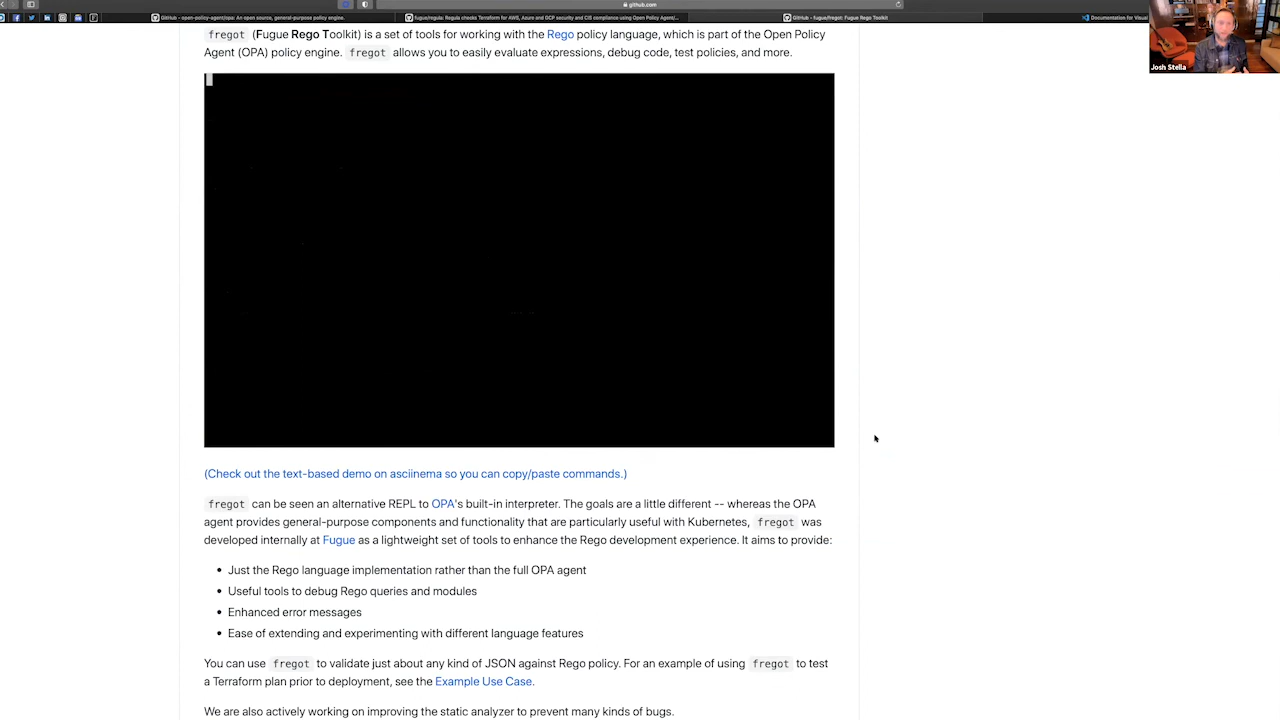 github.com
GitHub - open-policy-agent/opa: An open source, general-purpose policy engine.
fugue/regula: Regula checks Terraform for AWS, Azure and GCP security and CIS compliance using Open Policy Agent/...
GitHub - fugue/fregot: Fugue Rego Toolkit
Documentation for Visual
Josh Stella
fregot (Fugue Rego Toolkit) is a set of tools for working with the Rego policy language, which is part of the Open Policy
Agent (OPA) policy engine. fregot allows you to easily evaluate expressions, debug code, test policies, and more.
(Check out the text-based demo on asciinema so you can copy/paste commands.)
fregot can be seen an alternative REPL to OPA's built-in interpreter. The goals are a little different -- whereas the OPA
agent provides general-purpose components and functionality that are particularly useful with Kubernetes, fregot was
developed internally at Fugue as a lightweight set of tools to enhance the Rego development experience. It aims to provide:
• Just the Rego language implementation rather than the full OPA agent
• Useful tools to debug Rego queries and modules
• Enhanced error messages
• Ease of extending and experimenting with different language features
You can use fregot to validate just about any kind of JSON against Rego policy. For an example of using fregot to test
a Terraform plan prior to deployment, see the Example Use Case.
We are also actively working on improving the static analyzer to prevent many kinds of bugs.